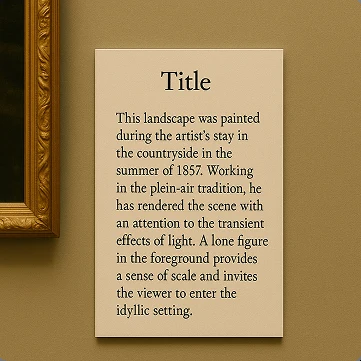 Title
This landscape was painted
during the artist's stay in
the countryside in the
summer of 1857. Working
in the plein-air tradition, he
has rendered the scene with
an attention to the transient
effects of light. A lone figure
in the foreground provides
a sense of scale and invites
the viewer to enter the
idyllic setting.